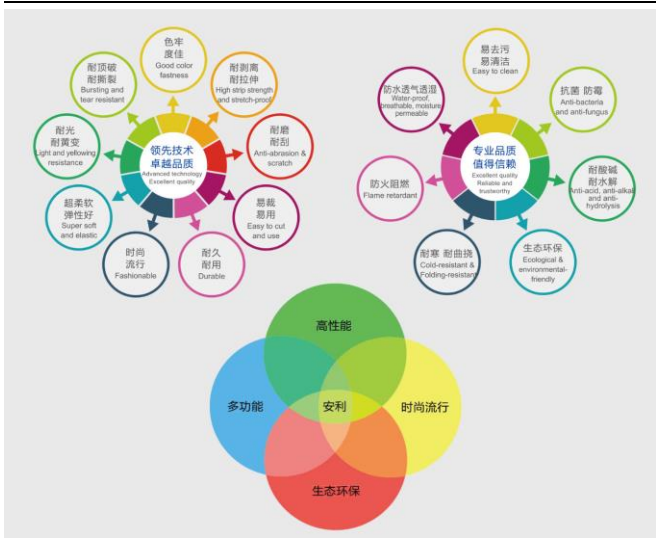 色牢
度佳
Good color
fastness
耐剥离
耐拉伸
High strip strength
and stretch-proof
耐磨
耐刮
Anti-abrasion &
scratch
易裁
易用
Easy to cut
and use
耐久
耐用
Durable
时尚
流行
Fashionable
超柔软
弹性好
Super soft
and elastic
耐光
耐黄变
Light and yellowing
resistance
耐顶破
耐撕裂
Bursting and
tear resistant
领先技术
卓越品质
Advanced technology
Excellent quality
易去污
易清洁
Easy to clean
抗菌 防霉
Anti-bacteria
and anti-fungus
耐酸碱
耐水解
Anti-acid, anti-alkali
and anti-
hydrolysis
生态环保
Ecological &
environmental-
friendly
耐寒 耐曲挠
Cold-resistant &
Folding-resistant
防火阻燃
Flame retardant
防水透气透湿
Water-proof,
breathable, moisture
permeable
专业品质
值得信赖
Excellent quality
Reliable and
trustworthy
高性能
多功能
安利
时尚流行
生态环保